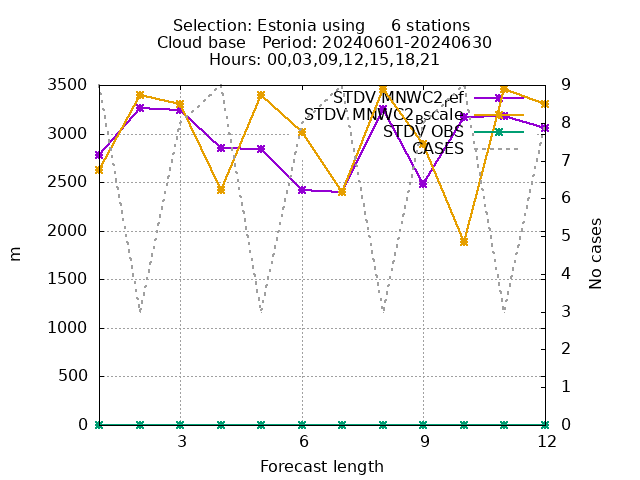 Selection: Estonia using     6 stations
Cloud base   Period: 20240601-20240630
Hours: 00,03,09,12,15,18,21
STDV MNWC2_ref
STDV MNWC2_scale
STDV OBS
CASES
3500
3000
2500
2000
1500
1000
500
0
m
9
8
7
6
5
4
3
2
1
0
No cases
3
6
9
12
Forecast length